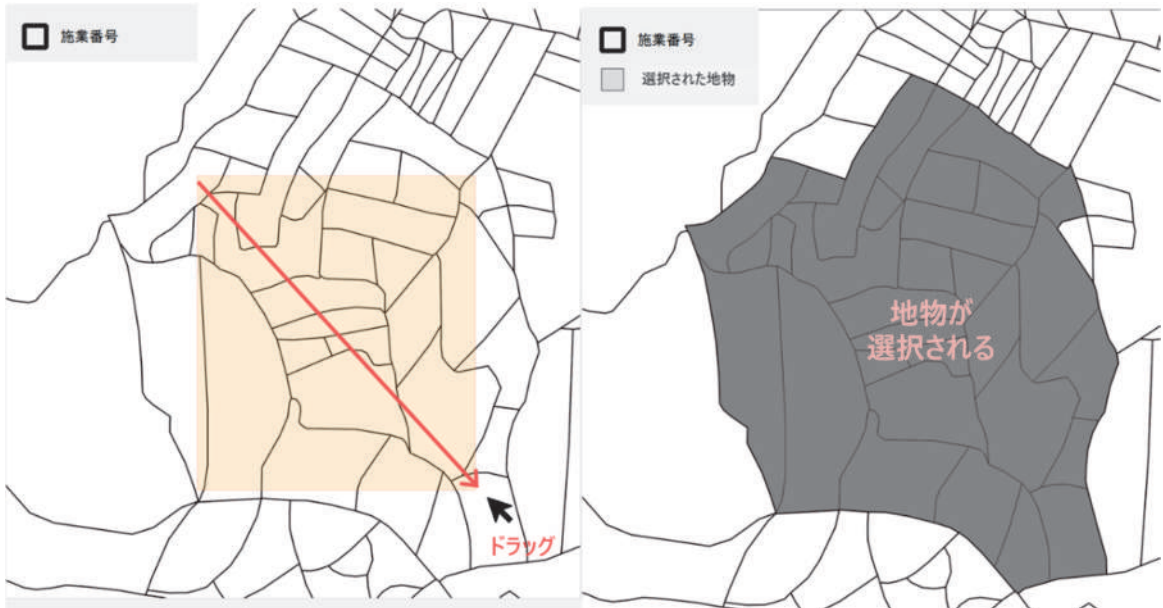 施業番号
ドラッグ
施業番号
選択された地物
地物が
選択される